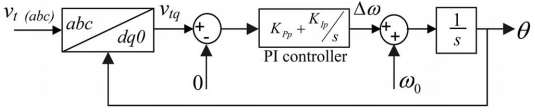 v_t (abc)
abc
dq0
v_tq
+
-
0
K_Pp + K_Ip / s
PI controller
Δω
+
+
ω_0
1
s
θ